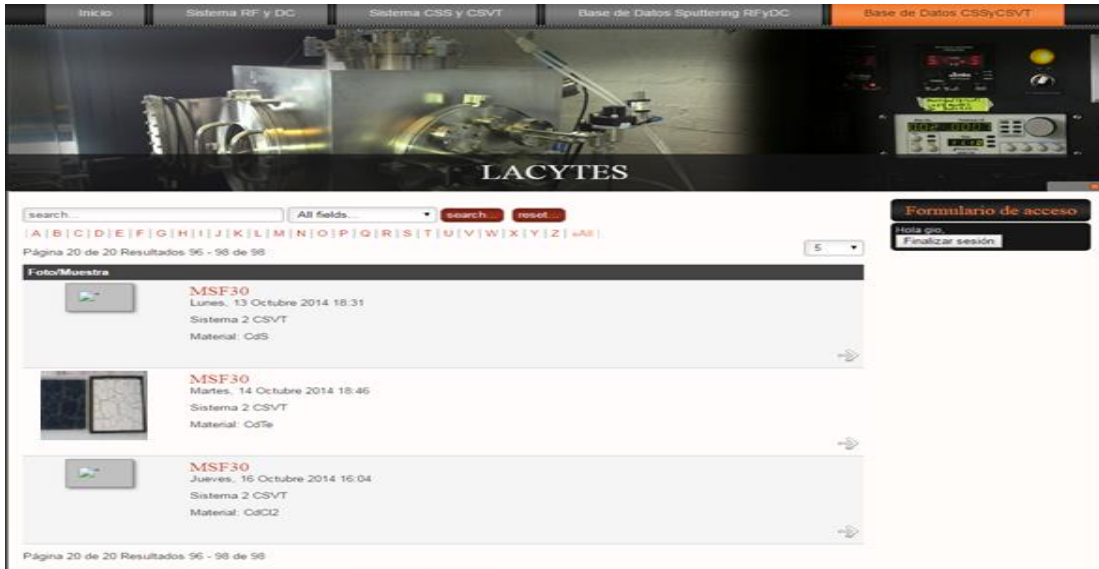 Inicio Sistema RF y DC Sistema CSS y CSVT Base de Datos Sputtering RFyDC Base de Datos CSSyCSVT
LACYTES
search... All fields... search... reset...
| A | B | C | D | E | F | G | H | I | J | K | L | M | N | O | P | Q | R | S | T | U | V | W | X | Y | Z | »All |
Página 20 de 20 Resultados 96 - 98 de 98
5
Foto/Muestra
MSF30
Lunes, 13 Octubre 2014 18:31
Sistema 2 CSVT
Material: CdS
MSF30
Martes, 14 Octubre 2014 18:46
Sistema 2 CSVT
Material: CdTe
MSF30
Jueves, 16 Octubre 2014 16:04
Sistema 2 CSVT
Material: CdCl2
Página 20 de 20 Resultados 96 - 98 de 98
Formulario de acceso
Hola gio,
Finalizar sesión